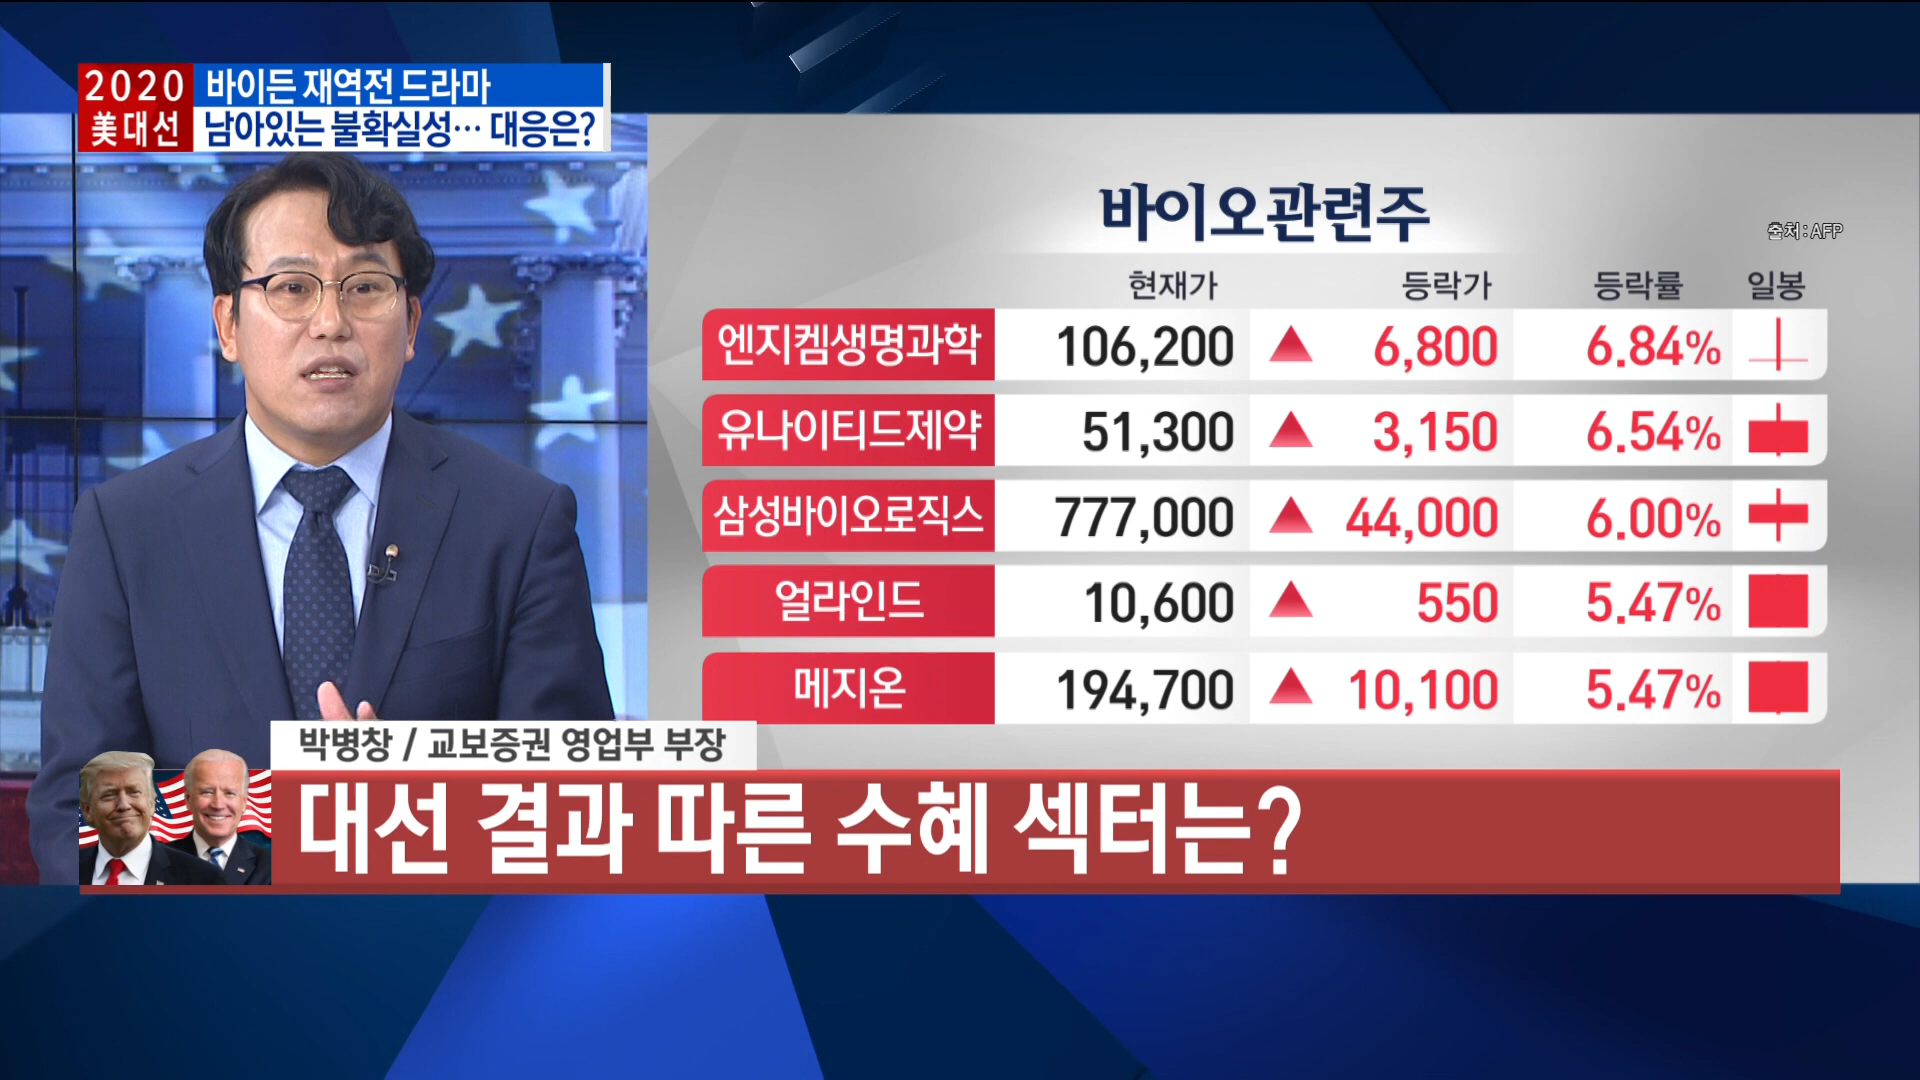 2020 바이든 재역전 드라마
美대선 남아있는 불확실성… 대응은?
바이오관련주
출처:AFP
현재가 등락가 등락률 일봉
엔지켐생명과학 106,200 ▲ 6,800 6.84%
유나이티드제약 51,300 ▲ 3,150 6.54%
삼성바이오로직스 777,000 ▲ 44,000 6.00%
얼라인드 10,600 ▲ 550 5.47%
메지온 194,700 ▲ 10,100 5.47%
박병창 / 교보증권 영업부 부장
대선 결과 따른 수혜 섹터는?